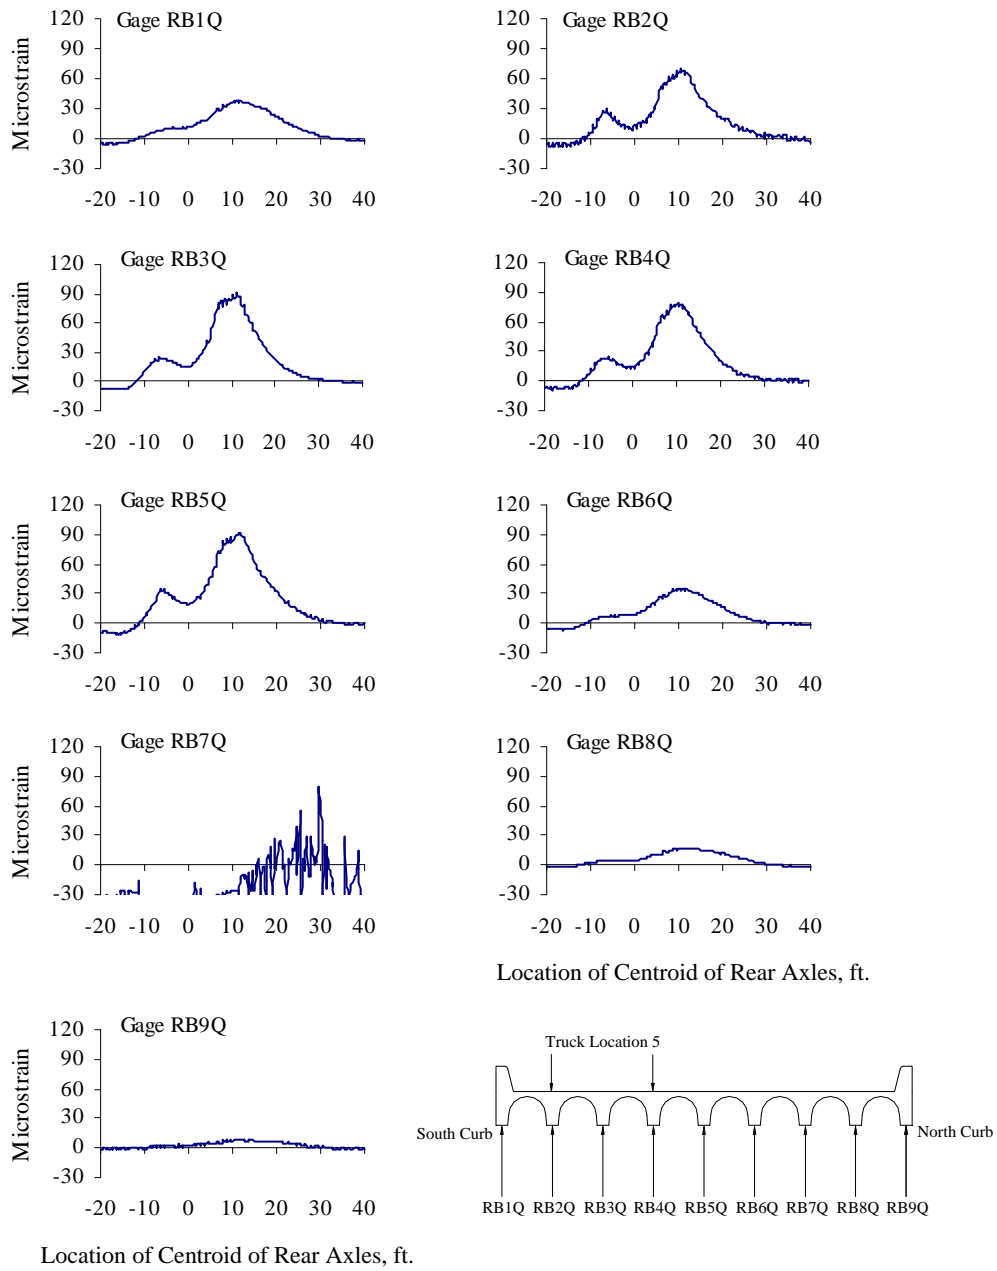 Gage RB1Q
Microstrain
120
90
60
30
0
-30
-20 -10 0 10 20 30 40
Gage RB2Q
120
90
60
30
0
-30
-20 -10 0 10 20 30 40
Gage RB3Q
Microstrain
120
90
60
30
0
-30
-20 -10 0 10 20 30 40
Gage RB4Q
120
90
60
30
0
-30
-20 -10 0 10 20 30 40
Gage RB5Q
Microstrain
120
90
60
30
0
-30
-20 -10 0 10 20 30 40
Gage RB6Q
120
90
60
30
0
-30
-20 -10 0 10 20 30 40
Gage RB7Q
Microstrain
120
90
60
30
0
-30
-20 -10 0 10 20 30 40
Gage RB8Q
120
90
60
30
0
-30
-20 -10 0 10 20 30 40
Location of Centroid of Rear Axles, ft.
Gage RB9Q
Microstrain
120
90
60
30
0
-30
-20 -10 0 10 20 30 40
Location of Centroid of Rear Axles, ft.
Truck Location 5
South Curb
North Curb
RB1Q RB2Q RB3Q RB4Q RB5Q RB6Q RB7Q RB8Q RB9Q